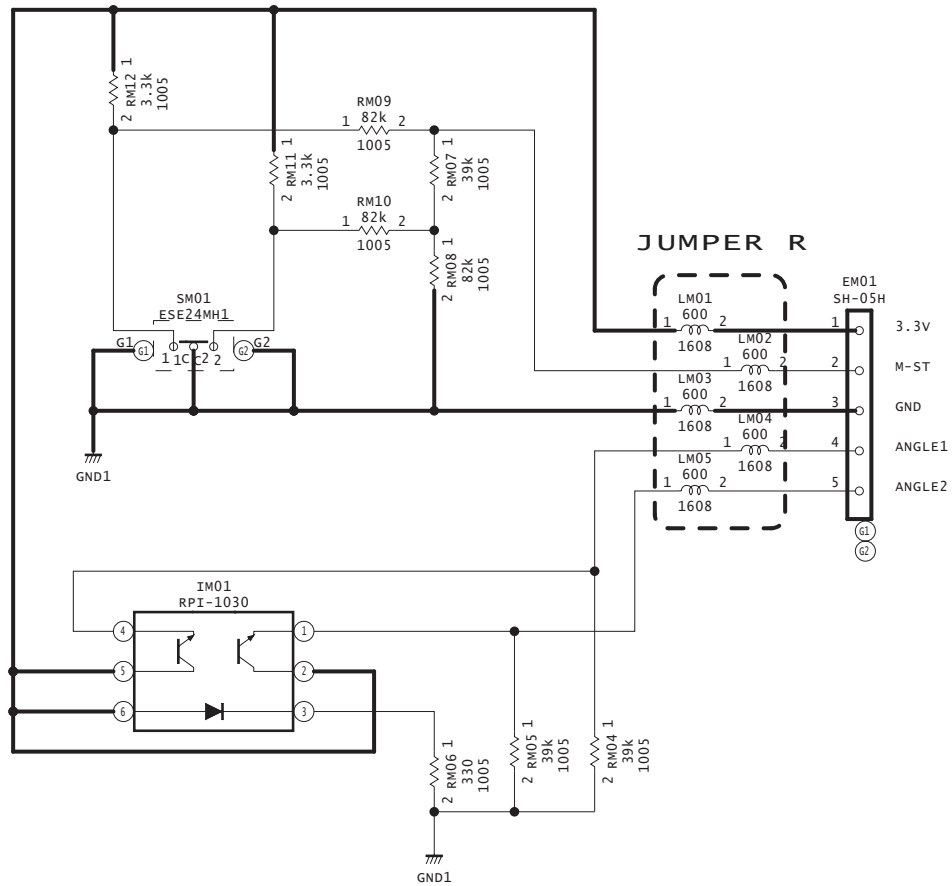 1
RM12
3.3k
1005
2
RM09
1 82k 2
1005
1
RM11
3.3k
1005
2
1
RM07
39k
1005
2
RM10
1 82k 2
1005
1
RM08
82k
1005
2
JUMPER R
SM01
ESE24MH1
G1 G1 1 1C C2 2 G2 G2
GND1
LM01
1 600 2
1608
LM02
1 600 2
1608
LM03
1 600 2
1608
LM04
1 600 2
1608
LM05
1 600 2
1608
EM01
SH-05H
1 3.3V
2 M-ST
3 GND
4 ANGLE1
5 ANGLE2
G1
G2
IM01
RPI-1030
4 1
5 2
6 3
1
RM06
330
1005
2
1
RM05
39k
1005
2
1
RM04
39k
1005
2
GND1